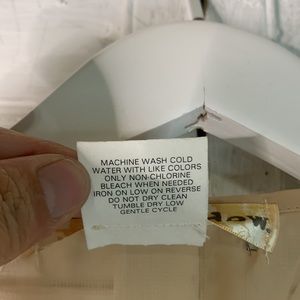 MACHINE WASH COLD
WATER WITH LIKE COLORS
ONLY NON-CHLORINE
BLEACH WHEN NEEDED
IRON ON LOW ON REVERSE
DO NOT DRY CLEAN
TUMBLE DRY LOW
GENTLE CYCLE